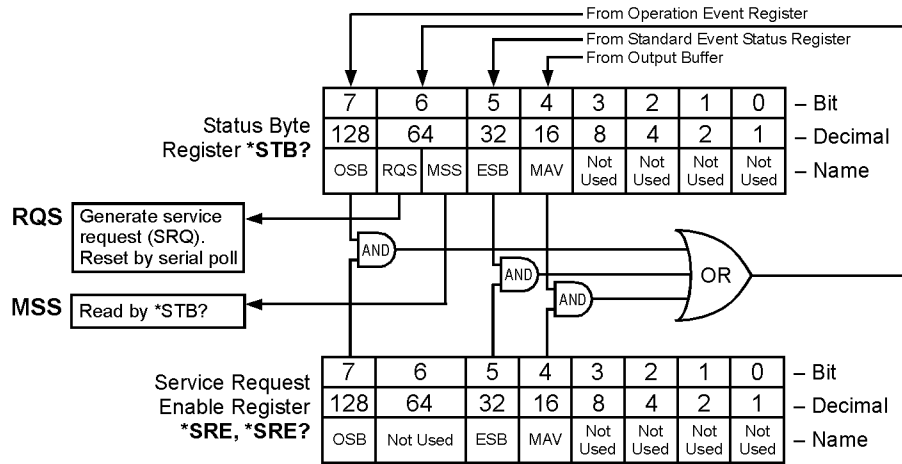 From Operation Event Register
From Standard Event Status Register
From Output Buffer
7 6 5 4 3 2 1 0 – Bit
Status Byte
Register *STB?
128 64 32 16 8 4 2 1 – Decimal
OSB RQS MSS ESB MAV Not Used Not Used Not Used Not Used – Name
RQS
Generate service
request (SRQ).
Reset by serial poll
AND
AND
AND
OR
MSS
Read by *STB?
7 6 5 4 3 2 1 0 – Bit
Service Request
Enable Register
*SRE, *SRE?
128 64 32 16 8 4 2 1 – Decimal
OSB Not Used ESB MAV Not Used Not Used Not Used Not Used – Name